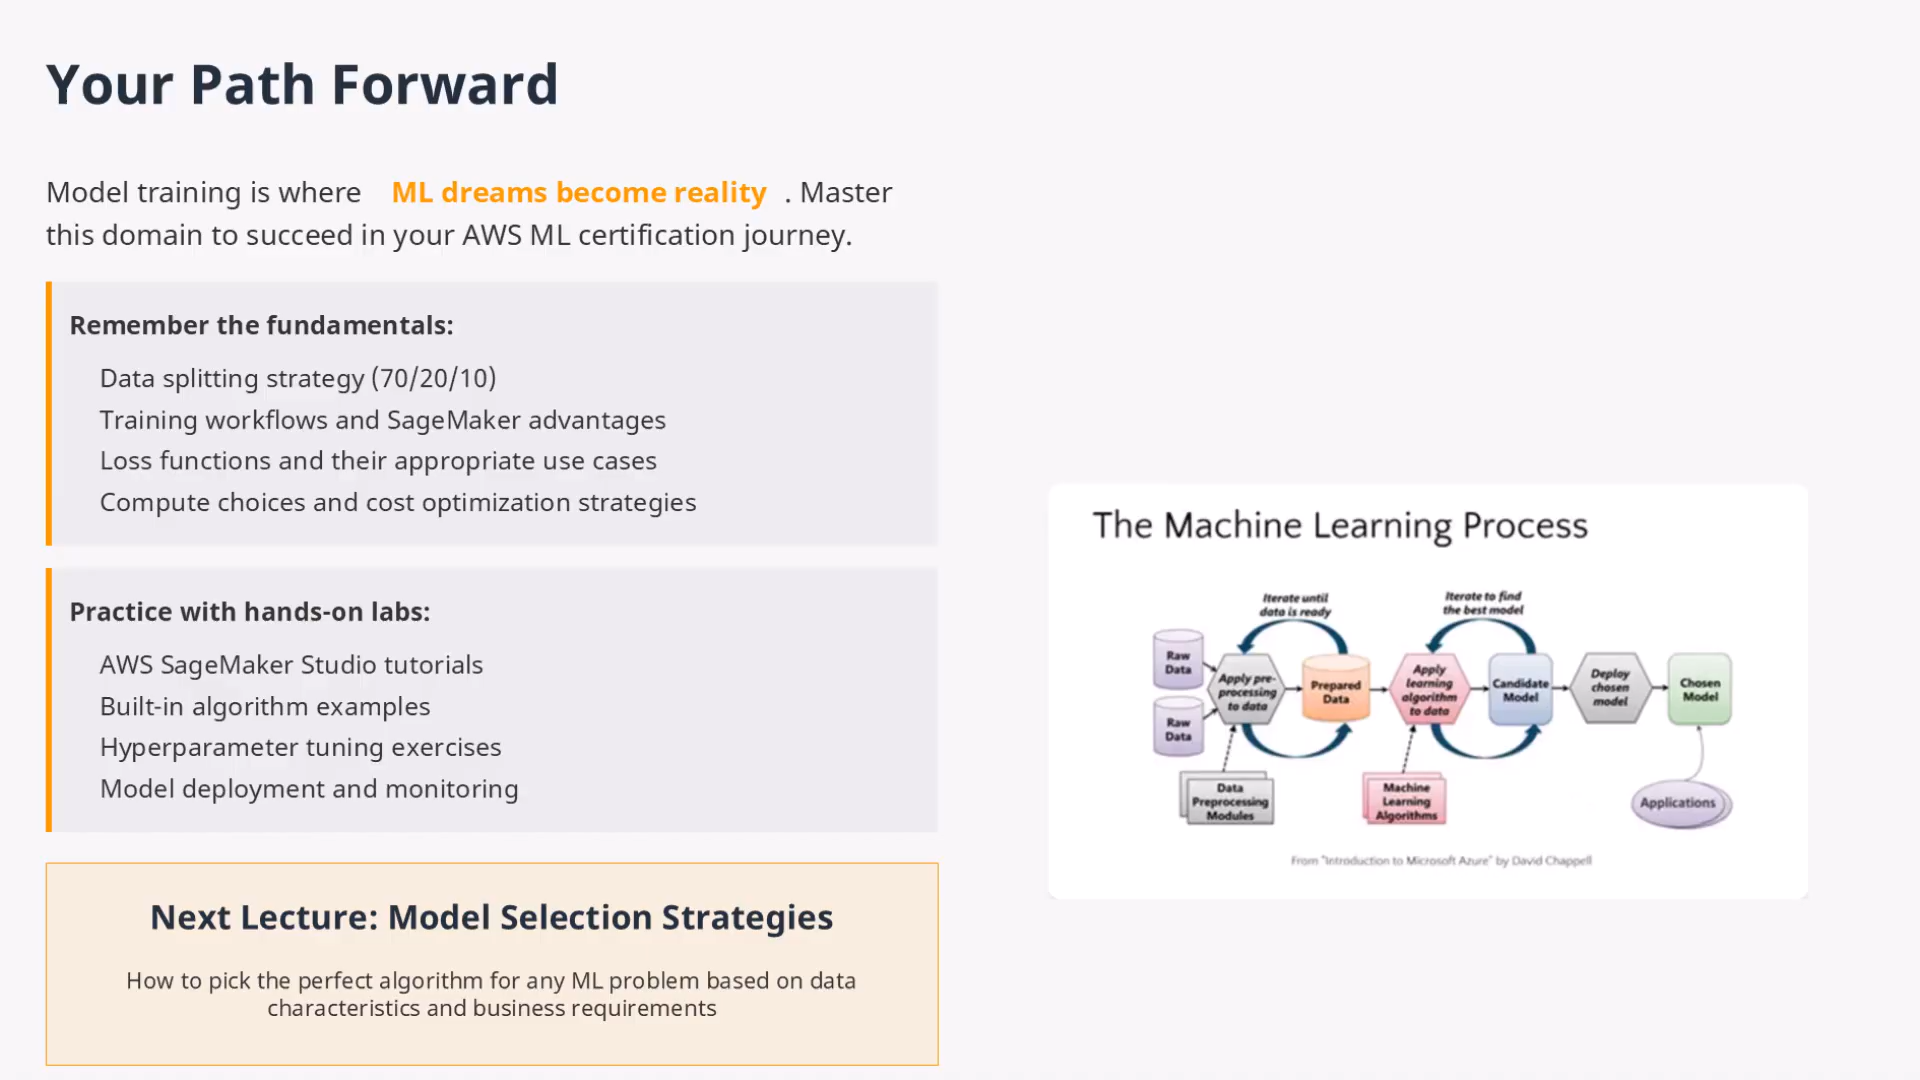 Your Path Forward
Model training is where ML dreams become reality . Master
this domain to succeed in your AWS ML certification journey.
Remember the fundamentals:
Data splitting strategy (70/20/10)
Training workflows and SageMaker advantages
Loss functions and their appropriate use cases
Compute choices and cost optimization strategies
Practice with hands-on labs:
AWS SageMaker Studio tutorials
Built-in algorithm examples
Hyperparameter tuning exercises
Model deployment and monitoring
Next Lecture: Model Selection Strategies
How to pick the perfect algorithm for any ML problem based on data
characteristics and business requirements
The Machine Learning Process
Iterate until
data is ready
Iterate to find
the best model
Raw
Data
Raw
Data
Apply pre-
processing
to data
Prepared
Data
Apply
learning
algorithm
to data
Candidate
Model
Deploy
chosen
model
Chosen
Model
Data
Preprocessing
Modules
Machine
Learning
Algorithms
Applications
From "Introduction to Microsoft Azure" by David Chappell